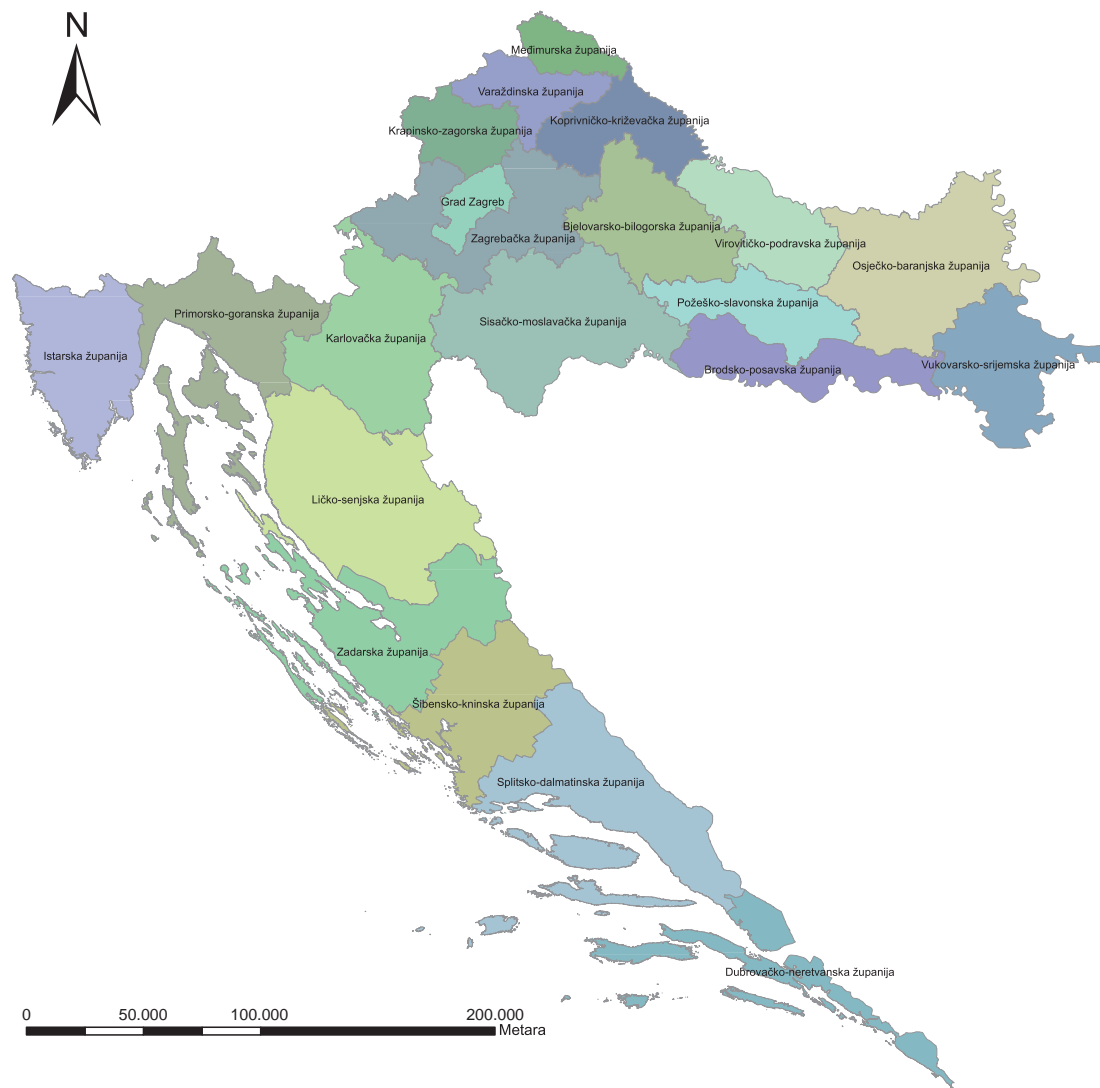 N
Međimurska županija
Varaždinska županija
Koprivničko-križevačka županija
Krapinsko-zagorska županija
Grad Zagreb
Bjelovarsko-bilogorska županija
Zagrebačka županija
Virovitičko-podravska županija
Osječko-baranjska županija
Požeško-slavonska županija
Primorsko-goranska županija
Sisačko-moslavačka županija
Karlovačka županija
Istarska županija
Vukovarsko-srijemska županija
Brodsko-posavska županija
Ličko-senjska županija
Zadarska županija
Šibensko-kninska županija
Splitsko-dalmatinska županija
Dubrovačko-neretvanska županija
0 50.000 100.000 200.000
Metara